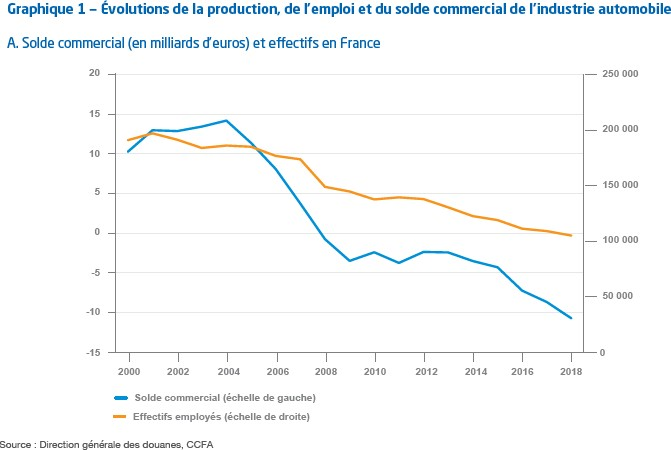 Graphique 1 – Évolutions de la production, de l'emploi et du solde commercial de l'industrie automobile
A. Solde commercial (en milliards d'euros) et effectifs en France
20
250 000
15
200 000
10
150 000
5
0
100 000
-5
50 000
-10
-15
0
2000 2002 2003 2004 2006 2008 2010 2012 2014 2016 2018
Solde commercial (échelle de gauche)
Effectifs employés (échelle de droite)
Source : Direction générale des douanes, CCFA